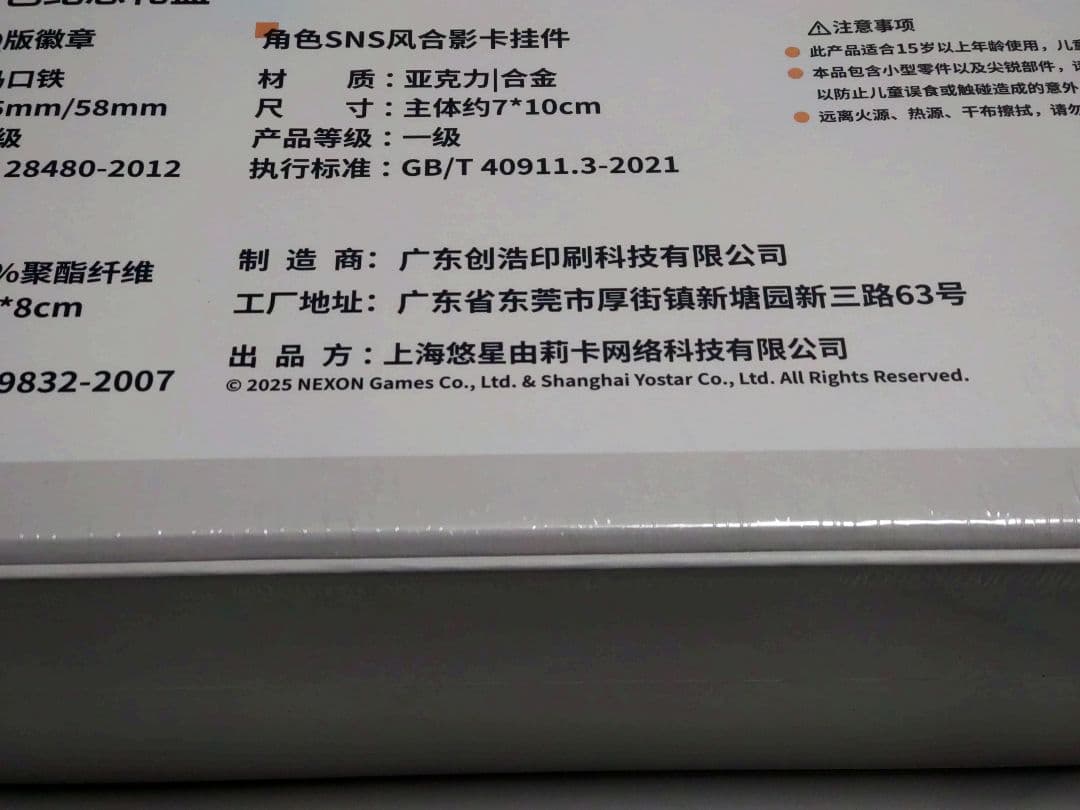 版徽章
口铁
mm/58mm
级
28480-2012
%聚酯纤维
*8cm
9832-2007
角色SNS风合影卡挂件
材 质：亚克力|合金
尺 寸：主体约7*10cm
产品等级：一级
执行标准：GB/T 40911.3-2021
制 造 商：广东创浩印刷科技有限公司
工厂地址：广东省东莞市厚街镇新塘园新三路63号
出 品 方：上海悠星由莉卡网络科技有限公司
© 2025 NEXON Games Co., Ltd. & Shanghai Yostar Co., Ltd. All Rights Reserved.
⚠注意事项
此产品适合15岁以上年龄使用，儿
本品包含小型零件以及尖锐部件，
以防止儿童误食或触碰造成的意外
远离火源、热源、干布擦拭，请勿